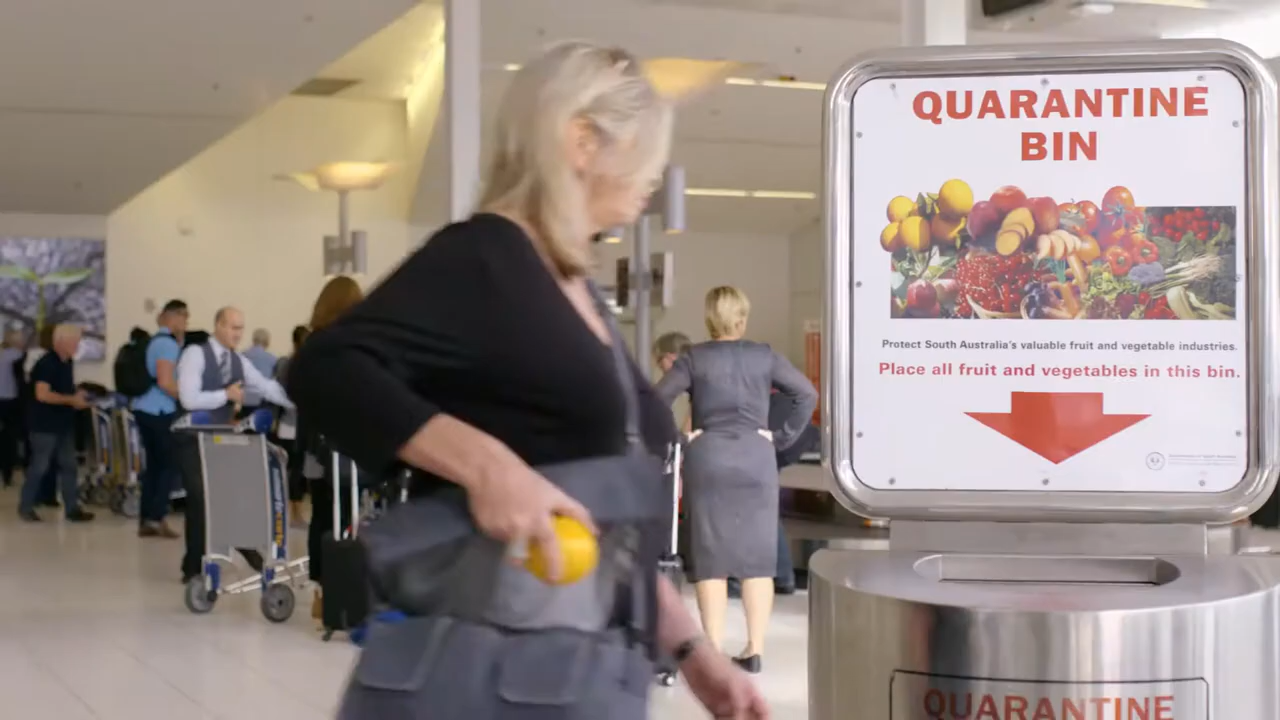 QUARANTINE
BIN
Protect South Australia's valuable fruit and vegetable industries.
Place all fruit and vegetables in this bin.
QUARANTINE